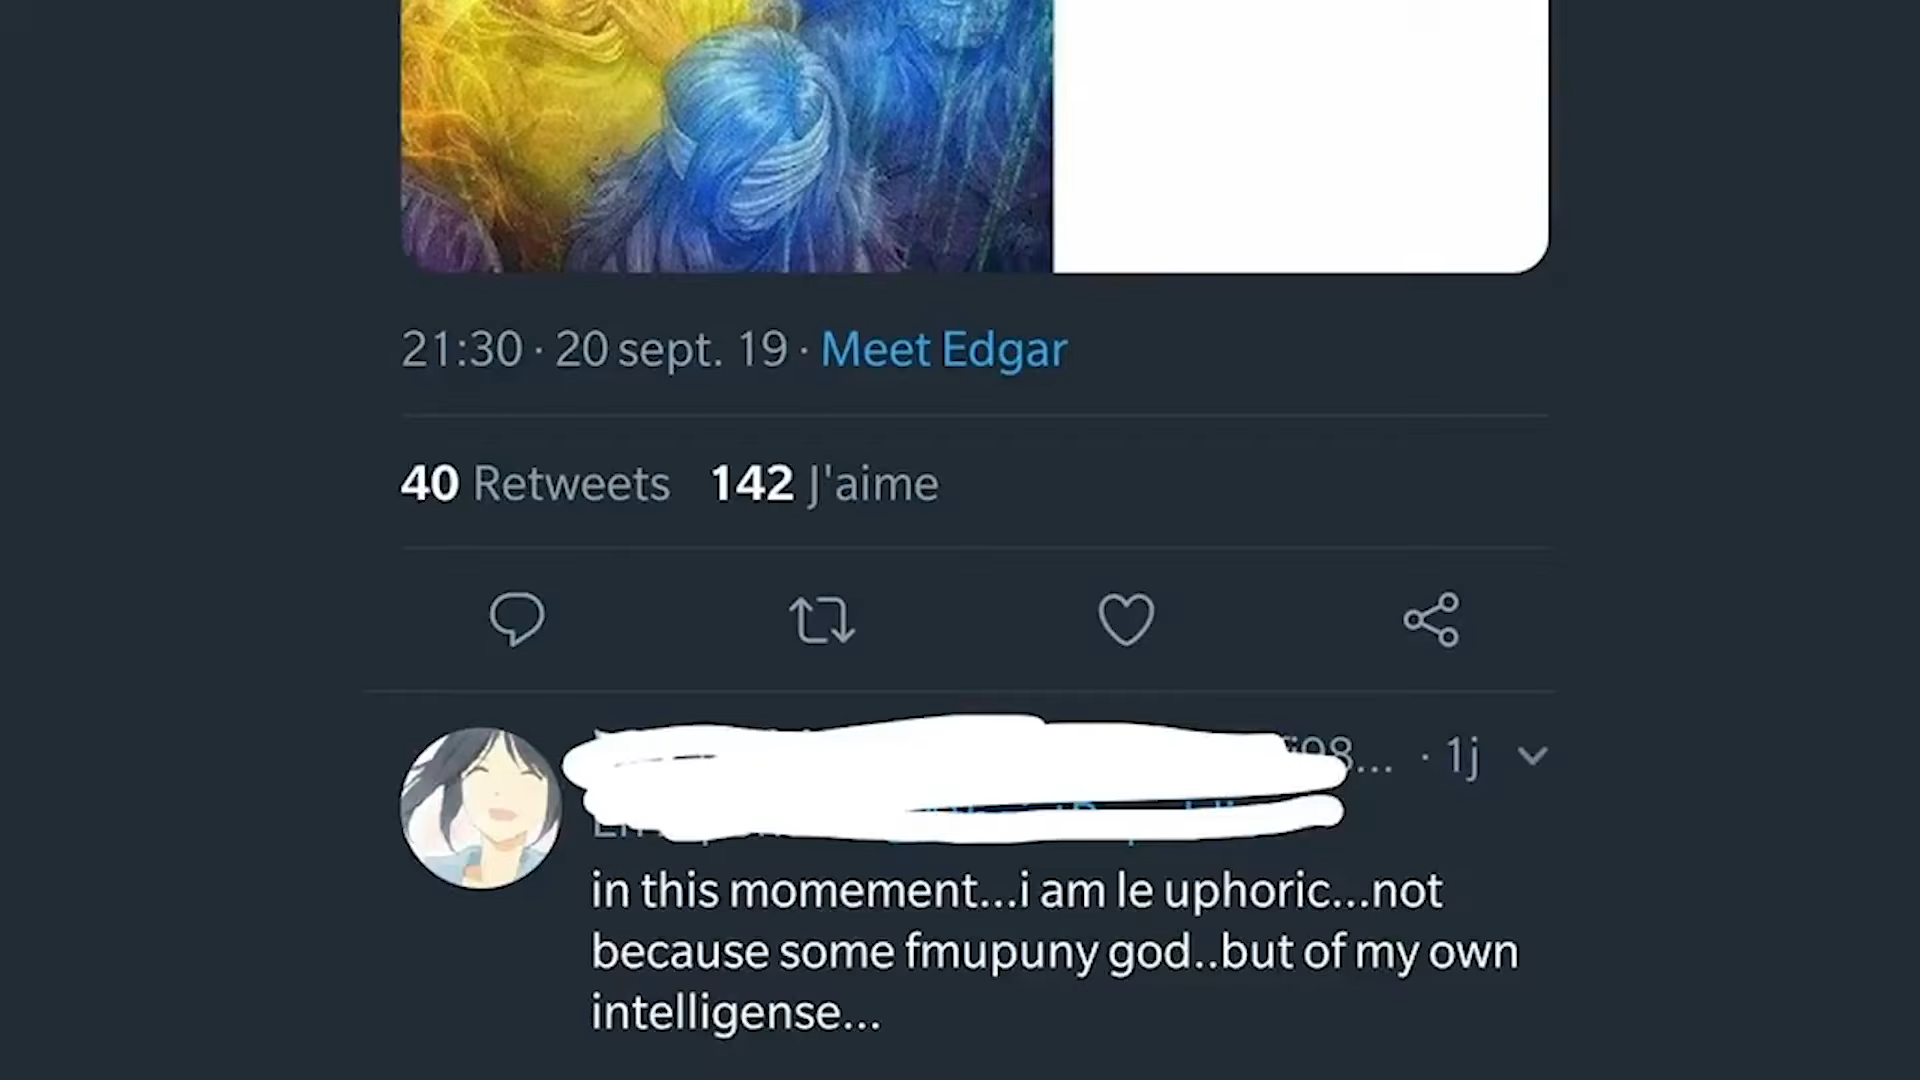 21:30 · 20 sept. 19 · Meet Edgar
40 Retweets 142 J'aime
· 1j
in this momement...i am le uphoric...not
because some fmupuny god..but of my own
intelligense...